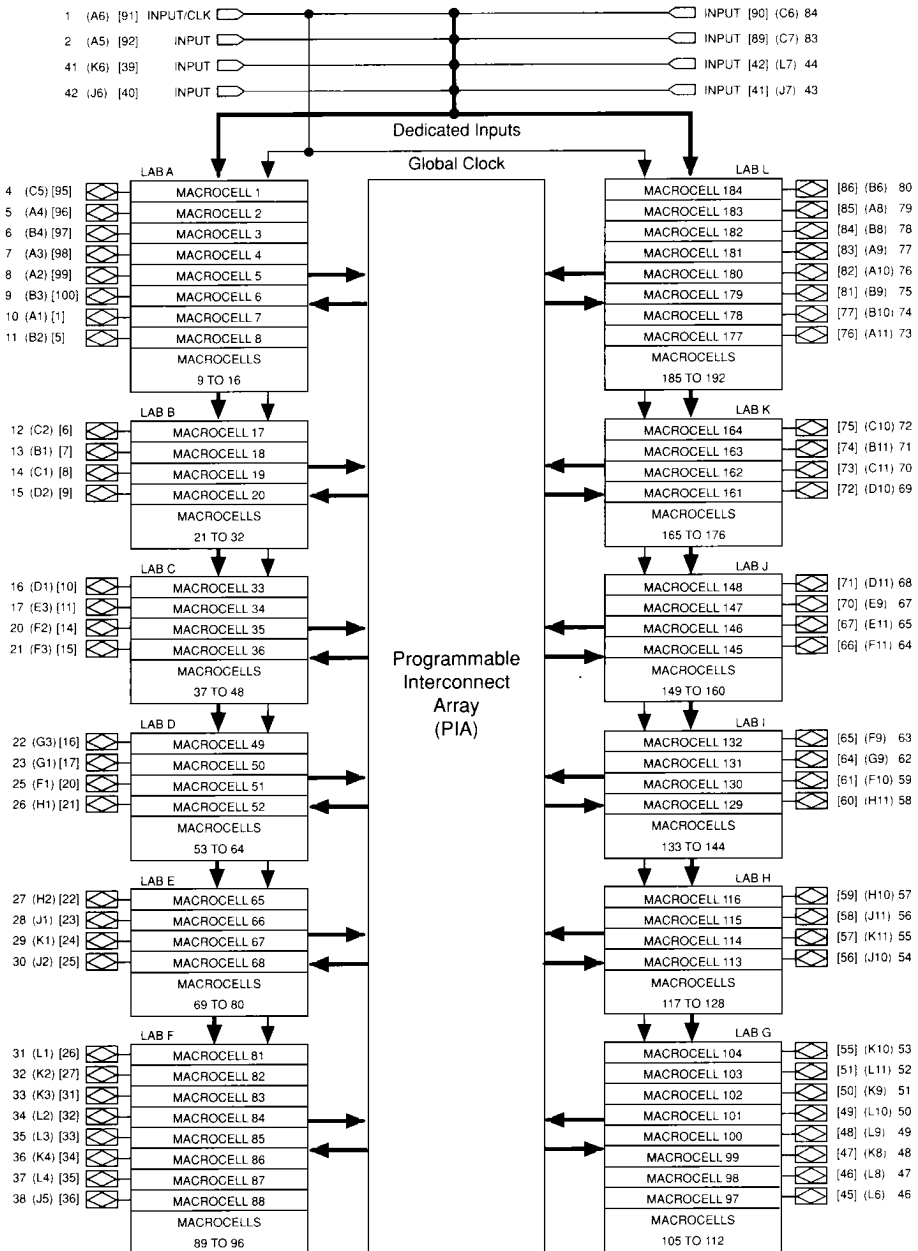 1 (A6) [91] INPUT/CLK INPUT [90] (C6) 84
2 (A5) [92] INPUT INPUT [89] (C7) 83
41 (K6) [39] INPUT INPUT [42] (L7) 44
42 (J6) [40] INPUT INPUT [41] (J7) 43
Dedicated Inputs
Global Clock
LAB A
4 (C5) [95] MACROCELL 1
5 (A4) [96] MACROCELL 2
6 (B4) [97] MACROCELL 3
7 (A3) [98] MACROCELL 4
8 (A2) [99] MACROCELL 5
9 (B3) [100] MACROCELL 6
10 (A1) [1] MACROCELL 7
11 (B2) [5] MACROCELL 8
MACROCELLS
9 TO 16
LAB B
12 (C2) [6] MACROCELL 17
13 (B1) [7] MACROCELL 18
14 (C1) [8] MACROCELL 19
15 (D2) [9] MACROCELL 20
MACROCELLS
21 TO 32
LAB C
16 (D1) [10] MACROCELL 33
17 (E3) [11] MACROCELL 34
20 (F2) [14] MACROCELL 35
21 (F3) [15] MACROCELL 36
MACROCELLS
37 TO 48
LAB D
22 (G3) [16] MACROCELL 49
23 (G1) [17] MACROCELL 50
25 (F1) [20] MACROCELL 51
26 (H1) [21] MACROCELL 52
MACROCELLS
53 TO 64
LAB E
27 (H2) [22] MACROCELL 65
28 (J1) [23] MACROCELL 66
29 (K1) [24] MACROCELL 67
30 (J2) [25] MACROCELL 68
MACROCELLS
69 TO 80
LAB F
31 (L1) [26] MACROCELL 81
32 (K2) [27] MACROCELL 82
33 (K3) [31] MACROCELL 83
34 (L2) [32] MACROCELL 84
35 (L3) [33] MACROCELL 85
36 (K4) [34] MACROCELL 86
37 (L4) [35] MACROCELL 87
38 (J5) [36] MACROCELL 88
MACROCELLS
89 TO 96
Programmable
Interconnect
Array
(PIA)
LAB L
MACROCELL 184 [86] (B6) 80
MACROCELL 183 [85] (A8) 79
MACROCELL 182 [84] (B8) 78
MACROCELL 181 [83] (A9) 77
MACROCELL 180 [82] (A10) 76
MACROCELL 179 [81] (B9) 75
MACROCELL 178 [77] (B10) 74
MACROCELL 177 [76] (A11) 73
MACROCELLS
185 TO 192
LAB K
MACROCELL 164 [75] (C10) 72
MACROCELL 163 [74] (B11) 71
MACROCELL 162 [73] (C11) 70
MACROCELL 161 [72] (D10) 69
MACROCELLS
165 TO 176
LAB J
MACROCELL 148 [71] (D11) 68
MACROCELL 147 [70] (E9) 67
MACROCELL 146 [67] (E11) 65
MACROCELL 145 [66] (F11) 64
MACROCELLS
149 TO 160
LAB I
MACROCELL 132 [65] (F9) 63
MACROCELL 131 [64] (G9) 62
MACROCELL 130 [61] (F10) 59
MACROCELL 129 [60] (H11) 58
MACROCELLS
133 TO 144
LAB H
MACROCELL 116 [59] (H10) 57
MACROCELL 115 [58] (J11) 56
MACROCELL 114 [57] (K11) 55
MACROCELL 113 [56] (J10) 54
MACROCELLS
117 TO 128
LAB G
MACROCELL 104 [55] (K10) 53
MACROCELL 103 [51] (L11) 52
MACROCELL 102 [50] (K9) 51
MACROCELL 101 [49] (L10) 50
MACROCELL 100 [48] (L9) 49
MACROCELL 99 [47] (K8) 48
MACROCELL 98 [46] (L8) 47
MACROCELL 97 [45] (L6) 46
MACROCELLS
105 TO 112